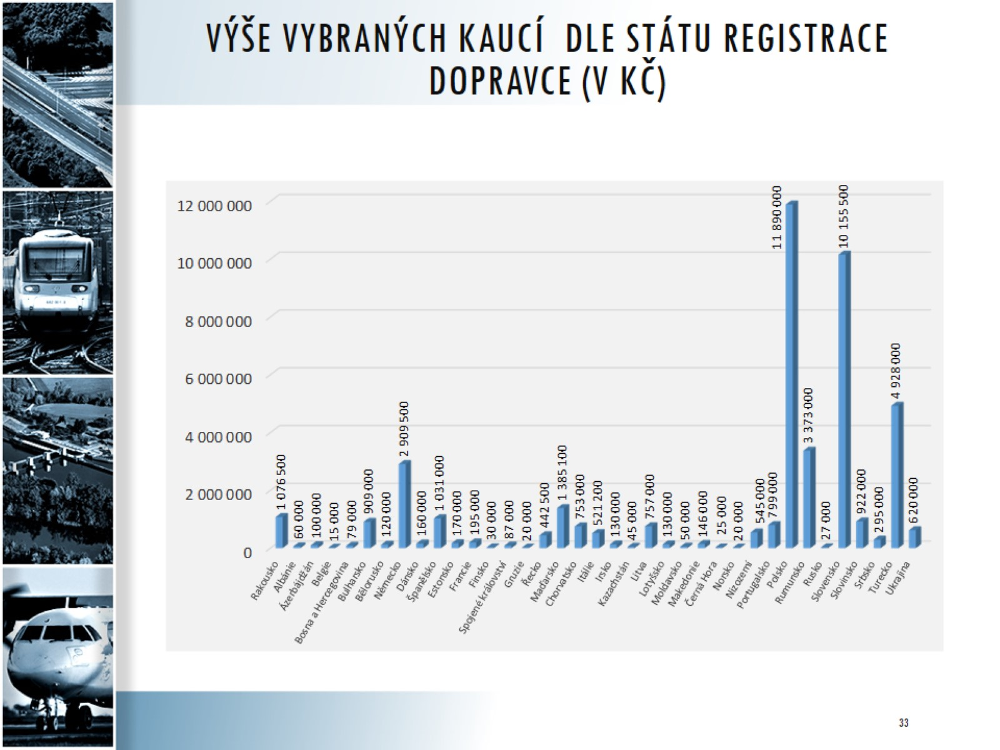 VÝŠE VYBRANÝCH KAUCÍ DLE STÁTU REGISTRACE
DOPRAVCE (V KČ)
12 000 000
10 000 000
8 000 000
6 000 000
4 000 000
2 000 000
0
1 076 500
60 000
100 000
15 000
79 000
909 000
120 000
2 909 500
160 000
1 031 000
170 000
195 000
30 000
87 000
20 000
442 500
1 385 100
753 000
521 200
130 000
45 000
757 000
130 000
50 000
146 000
25 000
20 000
545 000
799 000
11 890 000
3 373 000
27 000
10 155 500
922 000
295 000
4 928 000
620 000
Rakousko
Albánie
Ázerbájdžán
Belgie
Bosna a Hercegovina
Bulharsko
Bělorusko
Německo
Dánsko
Španělsko
Estonsko
Francie
Finsko
Spojené království
Gruzie
Řecko
Maďarsko
Chorvatsko
Itálie
Irsko
Kazachstán
Litva
Lotyšsko
Moldavsko
Makedonie
Černá Hora
Norsko
Nizozemí
Portugalsko
Polsko
Rumunsko
Rusko
Slovensko
Slovinsko
Srbsko
Turecko
Ukrajina
33